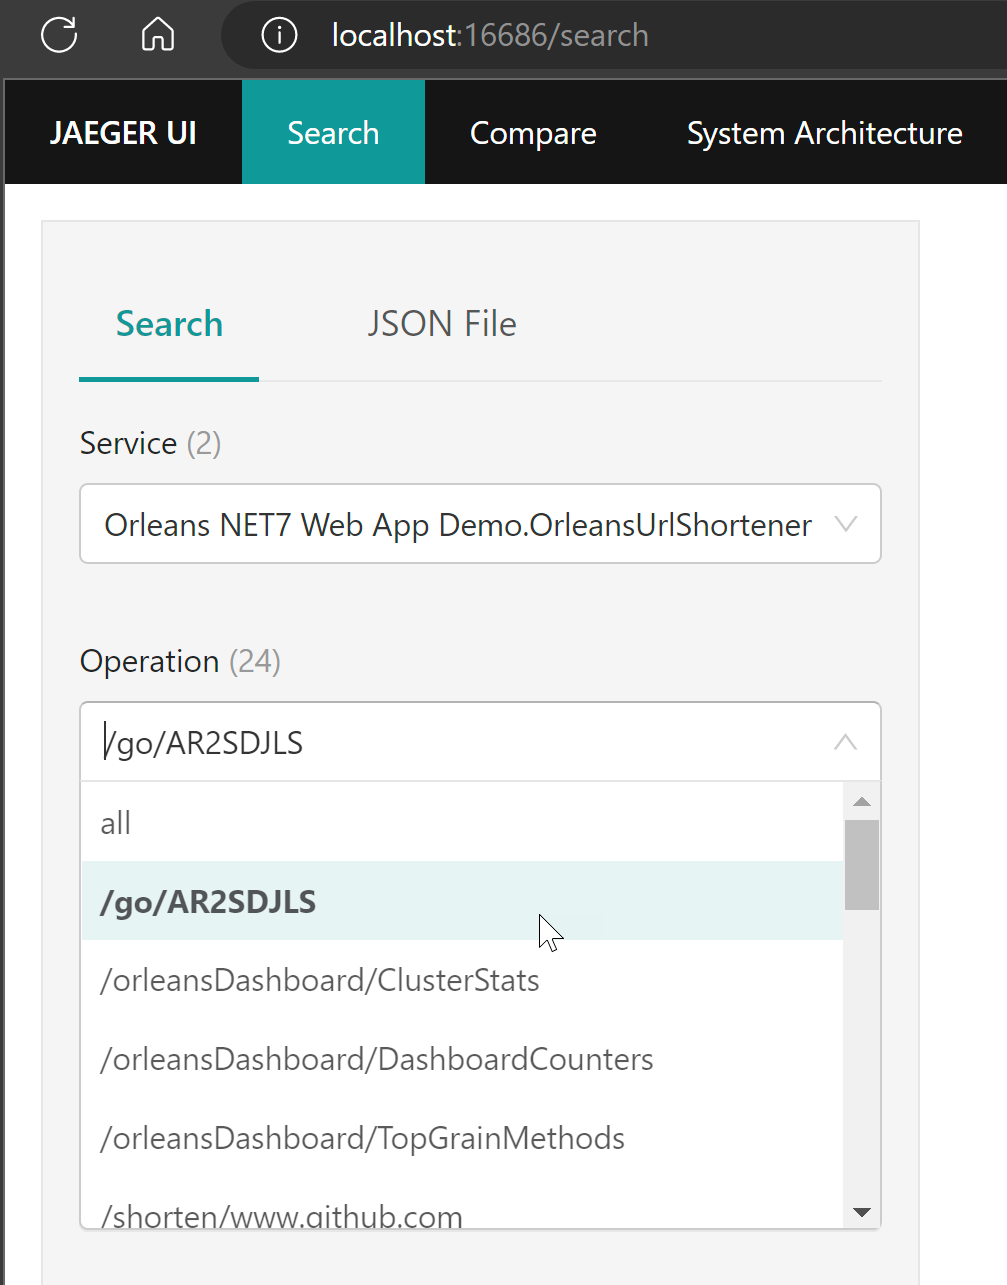 localhost:16686/search
JAEGER UI Search Compare System Architecture
Search JSON File
Service (2)
Orleans NET7 Web App Demo.OrleansUrlShortener
Operation (24)
/go/AR2SDJLS
all
/go/AR2SDJLS
/orleansDashboard/ClusterStats
/orleansDashboard/DashboardCounters
/orleansDashboard/TopGrainMethods
/shorten/www.github.com